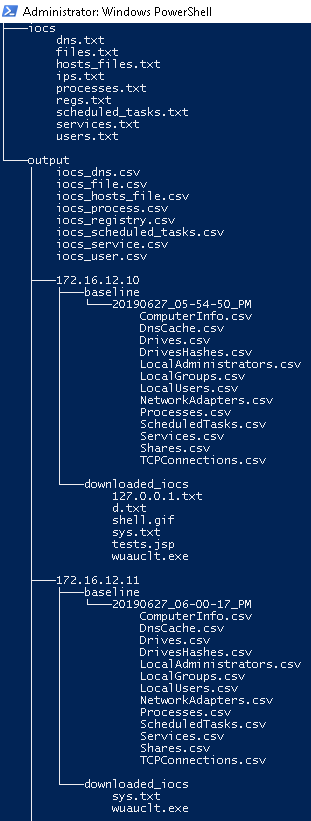 Administrator: Windows PowerShell
iocs
dns.txt
files.txt
hosts_files.txt
ips.txt
processes.txt
regs.txt
scheduled_tasks.txt
services.txt
users.txt
output
iocs_dns.csv
iocs_file.csv
iocs_hosts_file.csv
iocs_process.csv
iocs_registry.csv
iocs_scheduled_tasks.csv
iocs_service.csv
iocs_user.csv
172.16.12.10
baseline
20190627_05-54-50_PM
ComputerInfo.csv
DnsCache.csv
Drives.csv
DrivesHashes.csv
LocalAdministrators.csv
LocalGroups.csv
LocalUsers.csv
NetworkAdapters.csv
Processes.csv
ScheduledTasks.csv
Services.csv
Shares.csv
TCPConnections.csv
downloaded_iocs
127.0.0.1.txt
d.txt
shell.gif
sys.txt
tests.jsp
wuauclt.exe
172.16.12.11
baseline
20190627_06-00-17_PM
ComputerInfo.csv
DnsCache.csv
Drives.csv
DrivesHashes.csv
LocalAdministrators.csv
LocalGroups.csv
LocalUsers.csv
NetworkAdapters.csv
Processes.csv
ScheduledTasks.csv
Services.csv
Shares.csv
TCPConnections.csv
downloaded_iocs
sys.txt
wuauclt.exe